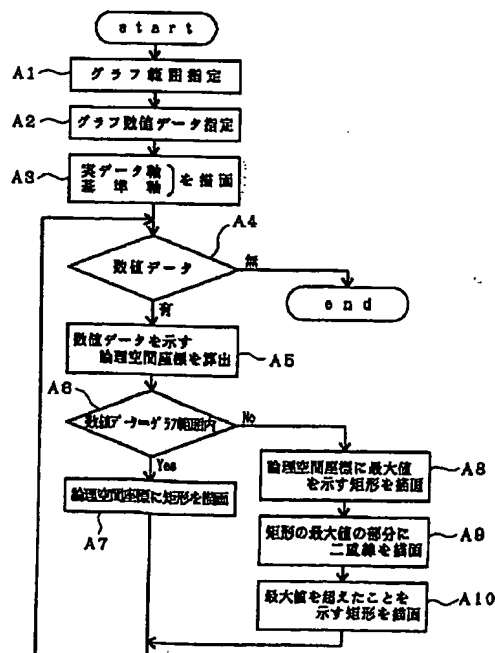 start
A1
グラフ範囲指定
A2
グラフ数値データ指定
A3
実データ軸
基準軸
を描画
A4
数値データ
無
有
end
数値データを示す
論理空間座標を算出
A5
A6
数値データ=グラフ範囲内
No
Yes
論理空間座標に矩形を描画
A7
論理空間座標に最大値
を示す矩形を描画
A8
矩形の最大値の部分に
二重線を描画
A9
最大値を超えたことを
示す矩形を描画
A10